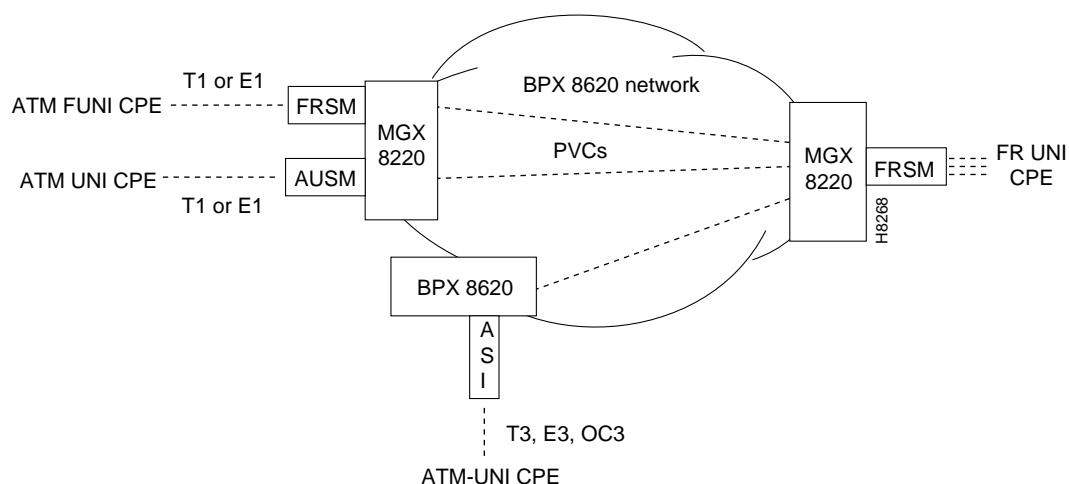 T1 or E1
ATM FUNI CPE
FRSM
MGX
8220
BPX 8620 network
PVCs
ATM UNI CPE
AUSM
T1 or E1
MGX
8220
FRSM
FR UNI
CPE
H8268
BPX 8620
A
S
I
T3, E3, OC3
ATM-UNI CPE